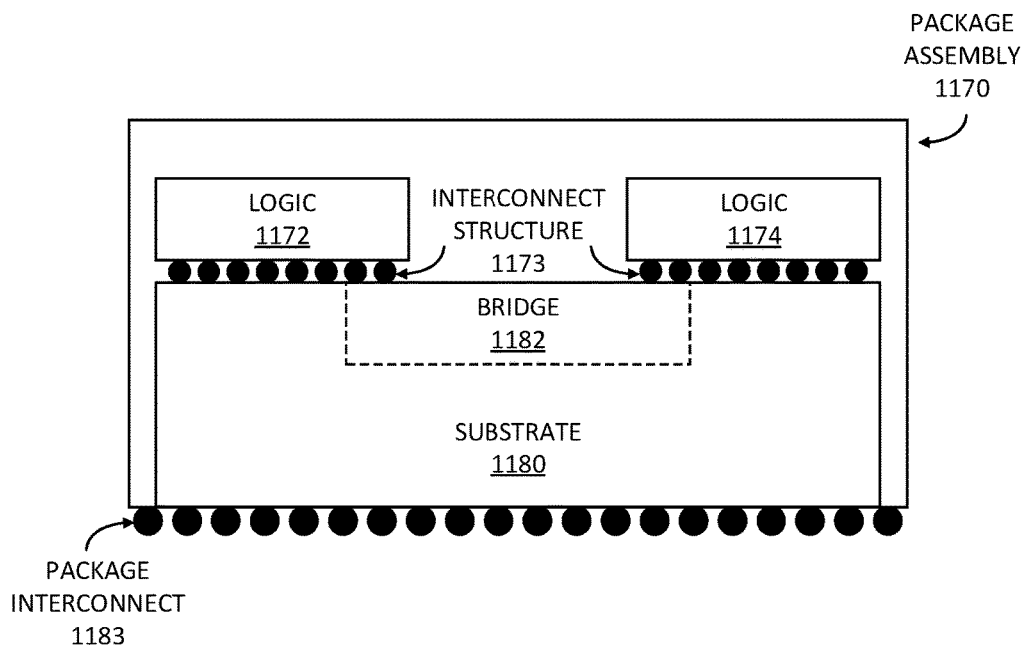 PACKAGE
ASSEMBLY
1170
LOGIC
1172
INTERCONNECT
STRUCTURE
1173
LOGIC
1174
BRIDGE
1182
SUBSTRATE
1180
PACKAGE
INTERCONNECT
1183